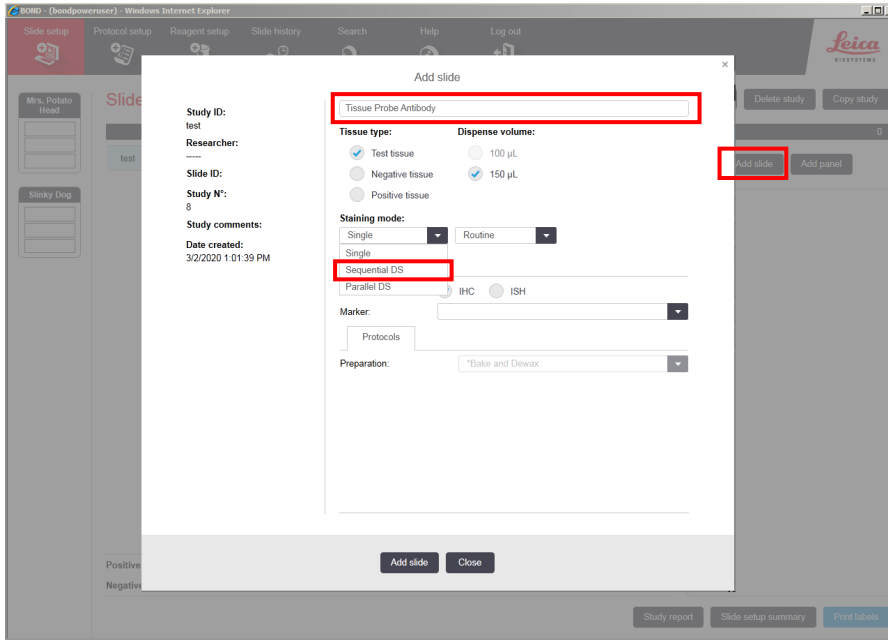 BOND - (bondpoweruser) - Windows Internet Explorer
Slide setup
Protocol setup
Reagent setup
Slide history
Search
Help
Log out
Leica
BIOSYSTEMS
Mrs. Potato
Head
Slinky Dog
Slide
test
Delete study
Copy study
0
Add slide
Add panel
Add slide
×
Study ID:
test
Researcher:
-----
Slide ID:
Study N°:
8
Study comments:
Date created:
3/2/2020 1:01:39 PM
Tissue Probe Antibody
Tissue type:
Dispense volume:
Test tissue
100 µL
Negative tissue
150 µL
Positive tissue
Staining mode:
Single
Routine
Single
Sequential DS
Parallel DS
IHC
ISH
Marker:
Protocols
Preparation:
*Bake and Dewax
Add slide
Close
Positive
Negative
Study report
Slide setup summary
Print labels